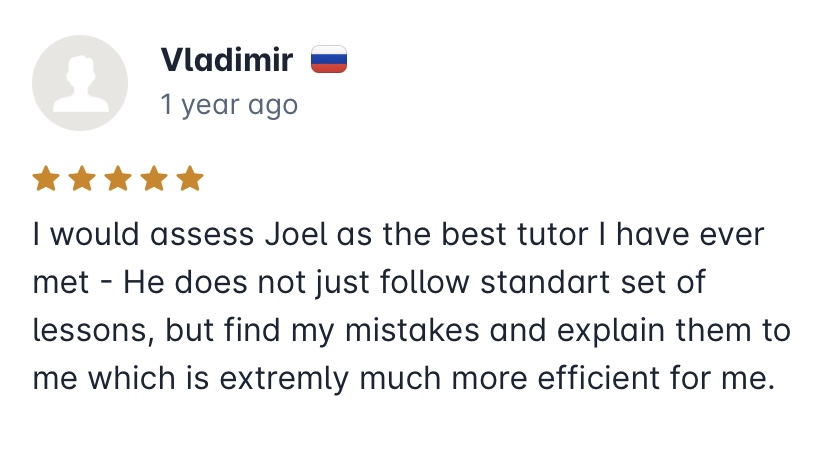 Vladimir
1 year ago
I would assess Joel as the best tutor I have ever
met - He does not just follow standart set of
lessons, but find my mistakes and explain them to
me which is extremly much more efficient for me.